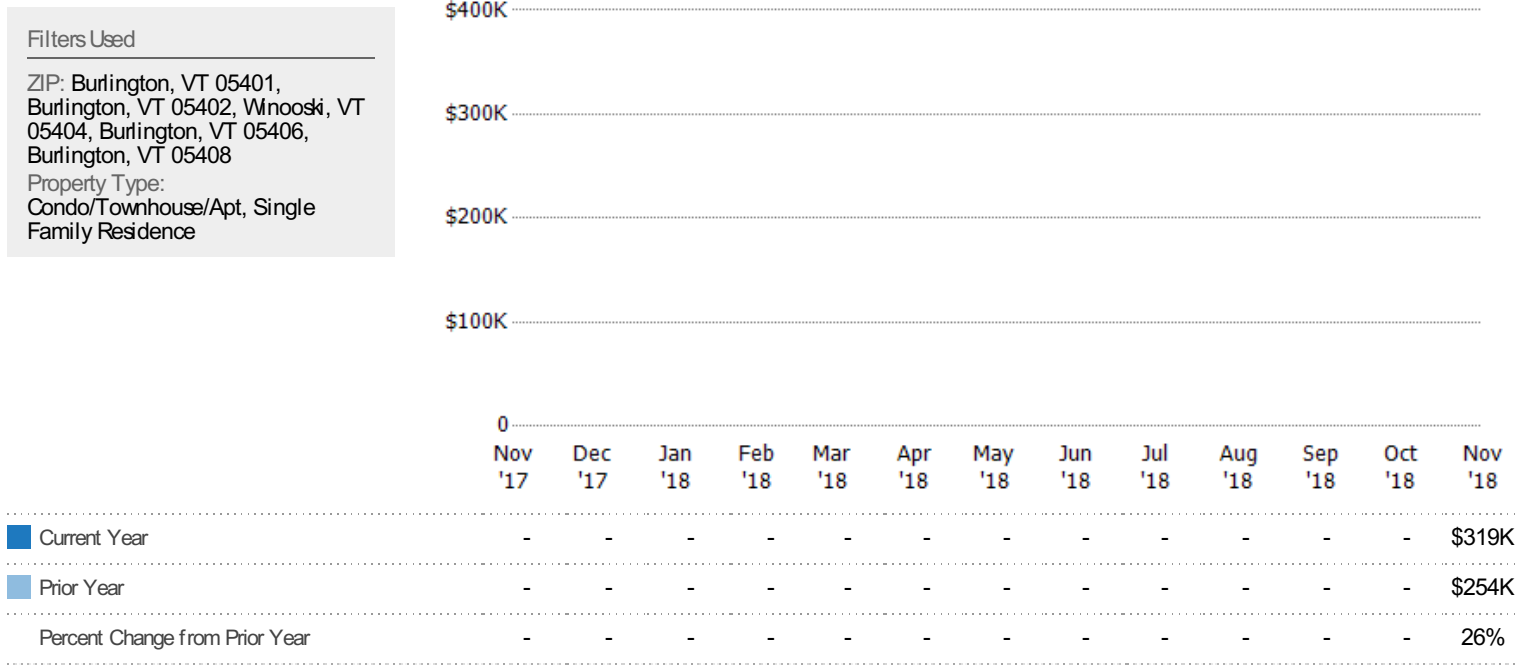 Filters Used
ZIP: Burlington, VT 05401,
Burlington, VT 05402, Winooski, VT
05404, Burlington, VT 05406,
Burlington, VT 05408
Property Type:
Condo/Townhouse/Apt, Single
Family Residence
$400K
$300K
$200K
$100K
0
Nov Dec Jan Feb Mar Apr May Jun Jul Aug Sep Oct Nov
'17 '17 '18 '18 '18 '18 '18 '18 '18 '18 '18 '18 '18
Current Year - - - - - - - - - - - - $319K
Prior Year - - - - - - - - - - - - $254K
Percent Change from Prior Year - - - - - - - - - - - - 26%